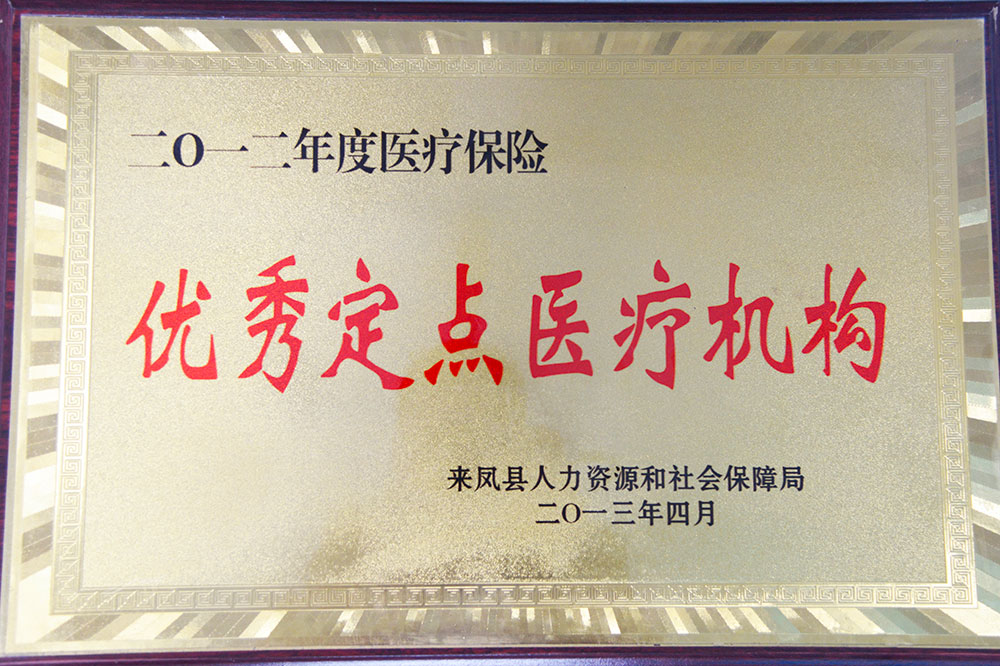 二O一二年度医疗保险
优秀定点医疗机构
来凤县人力资源和社会保障局
二O一三年四月